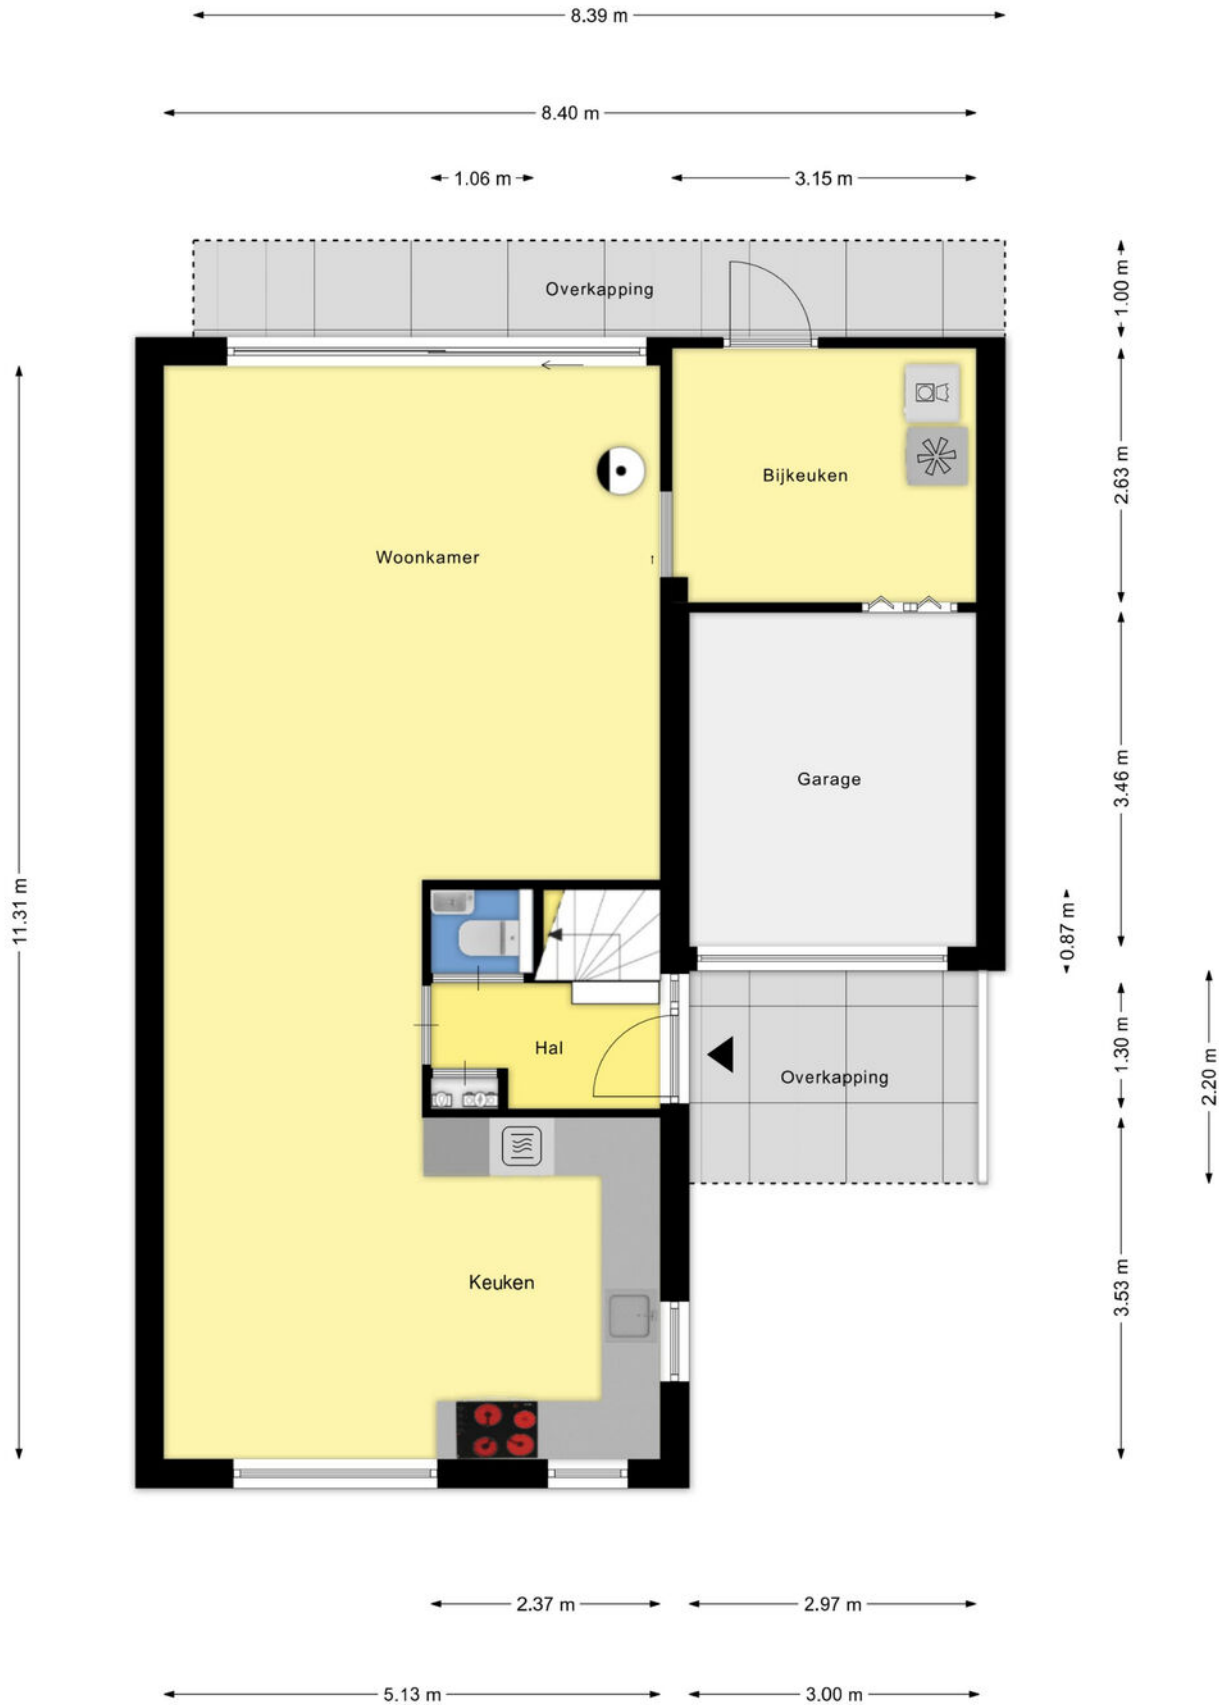 8.39 m
8.40 m
1.06 m
3.15 m
Overkapping
1.00 m
Bijkeuken
2.63 m
Woonkamer
Garage
3.46 m
11.31 m
0.87 m
Hal
1.30 m
Overkapping
2.20 m
Keuken
3.53 m
2.37 m
2.97 m
5.13 m
3.00 m